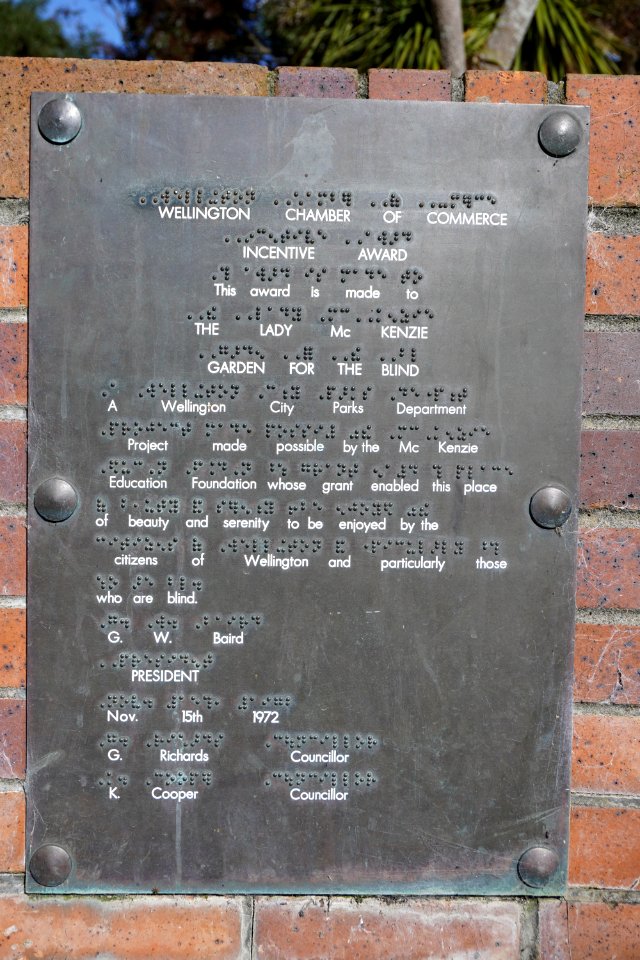 WELLINGTON CHAMBER OF COMMERCE
INCENTIVE AWARD
This award is made to
THE LADY Mc KENZIE
GARDEN FOR THE BLIND
A Wellington City Parks Department
Project made possible by the Mc Kenzie
Education Foundation whose grant enabled this place
of beauty and serenity to be enjoyed by the
citizens of Wellington and particularly those
who are blind.
G. W. Baird
PRESIDENT
Nov. 15th 1972
G. Richards Councillor
K. Cooper Councillor